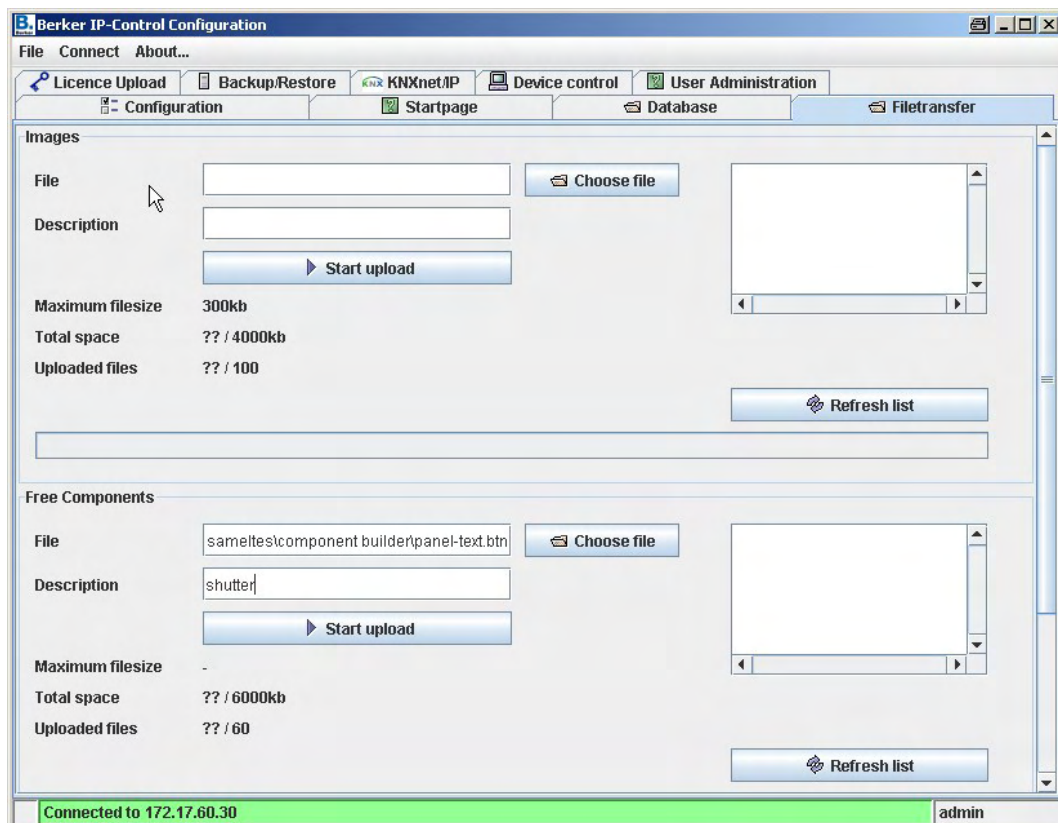 B. Berker Berker IP-Control Configuration
File Connect About...
Licence Upload Backup/Restore KNX KNXnet/IP Device control ? User Administration
Configuration ? Startpage Database Filetransfer
Images
File Choose file
Description
Start upload
Maximum filesize 300kb
Total space ?? / 4000kb
Uploaded files ?? / 100
Refresh list
Free Components
File sameltes\component builder\panel-text.btn Choose file
Description shutter
Start upload
Maximum filesize -
Total space ?? / 6000kb
Uploaded files ?? / 60
Refresh list
Connected to 172.17.60.30 admin